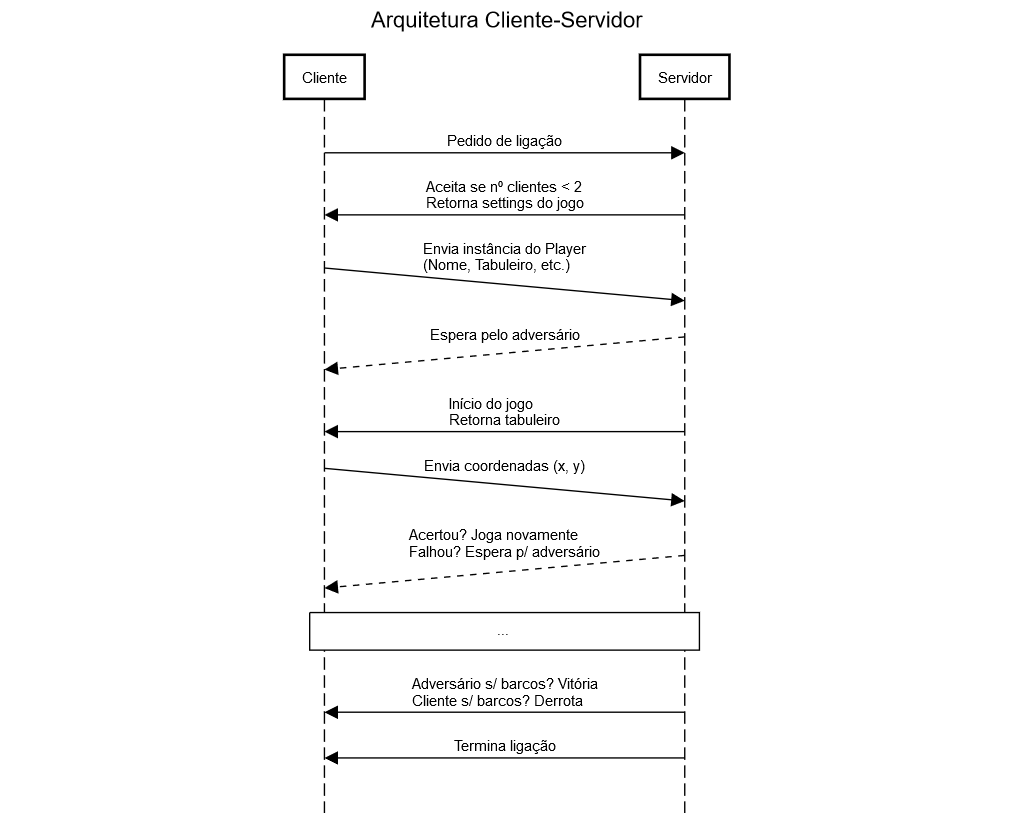 Arquitetura Cliente-Servidor
Cliente
Servidor
Pedido de ligação
Aceita se nº clientes < 2
Retorna settings do jogo
Envia instância do Player
(Nome, Tabuleiro, etc.)
Espera pelo adversário
Início do jogo
Retorna tabuleiro
Envia coordenadas (x, y)
Acertou? Joga novamente
Falhou? Espera p/ adversário
...
Adversário s/ barcos? Vitória
Cliente s/ barcos? Derrota
Termina ligação